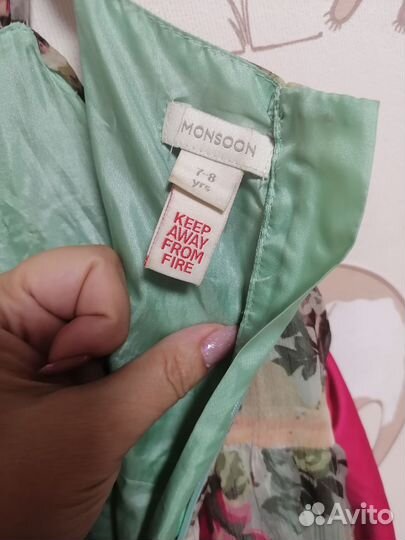 MONSOON
7-8
yrs
KEEP
AWAY
FROM
FIRE
Avito